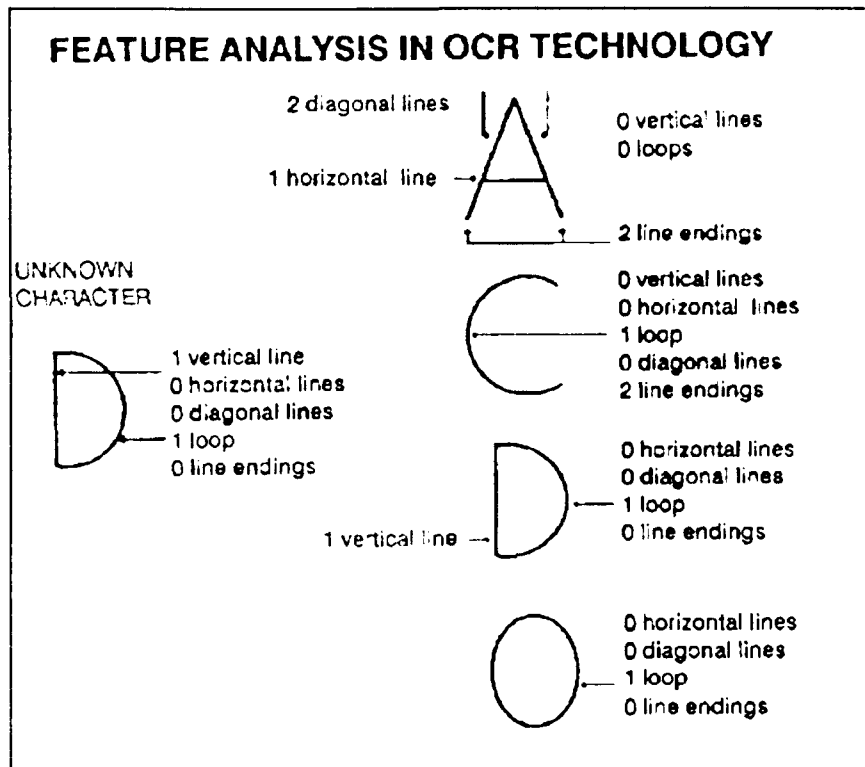 FEATURE ANALYSIS IN OCR TECHNOLOGY
2 diagonal lines
0 vertical lines
0 loops
1 horizontal line
2 line endings
UNKNOWN
CHARACTER
1 vertical line
0 horizontal lines
0 diagonal lines
1 loop
0 line endings
0 vertical lines
0 horizontal lines
1 loop
0 diagonal lines
2 line endings
0 horizontal lines
0 diagonal lines
1 loop
0 line endings
1 vertical line
0 horizontal lines
0 diagonal lines
1 loop
0 line endings